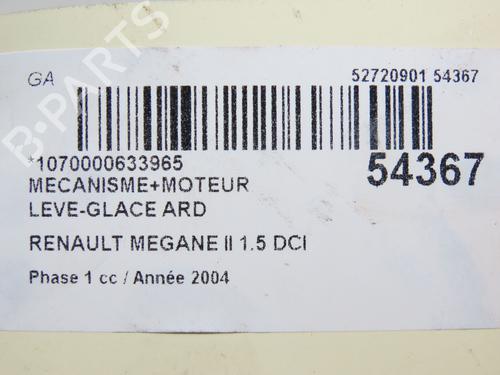 GA
52720901 54367
*1070000633965
54367
MECANISME+MOTEUR
LEVE-GLACE ARD
RENAULT MEGANE II 1.5 DCI
Phase 1 cc / Année 2004
B-PARTS